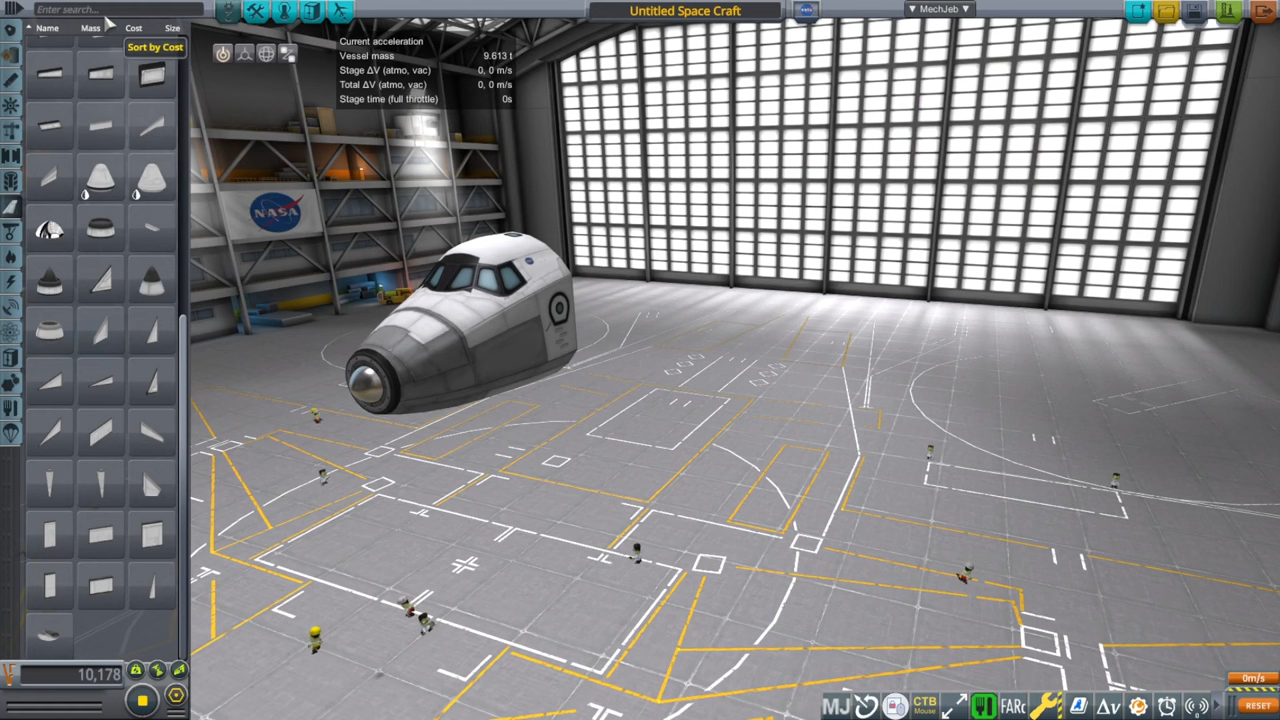 Enter search...
Untitled Space Craft
▼ MechJeb ▼
Name Mass Cost Size
Sort by Cost
Current acceleration
Vessel mass 9.613 t
Stage ΔV (atmo, vac) 0, 0 m/s
Total ΔV (atmo, vac) 0, 0 m/s
Stage time (full throttle) 0s
NASA
10,178
0m/s
MJ
CTB
Mouse
FARc
Δv
RESET